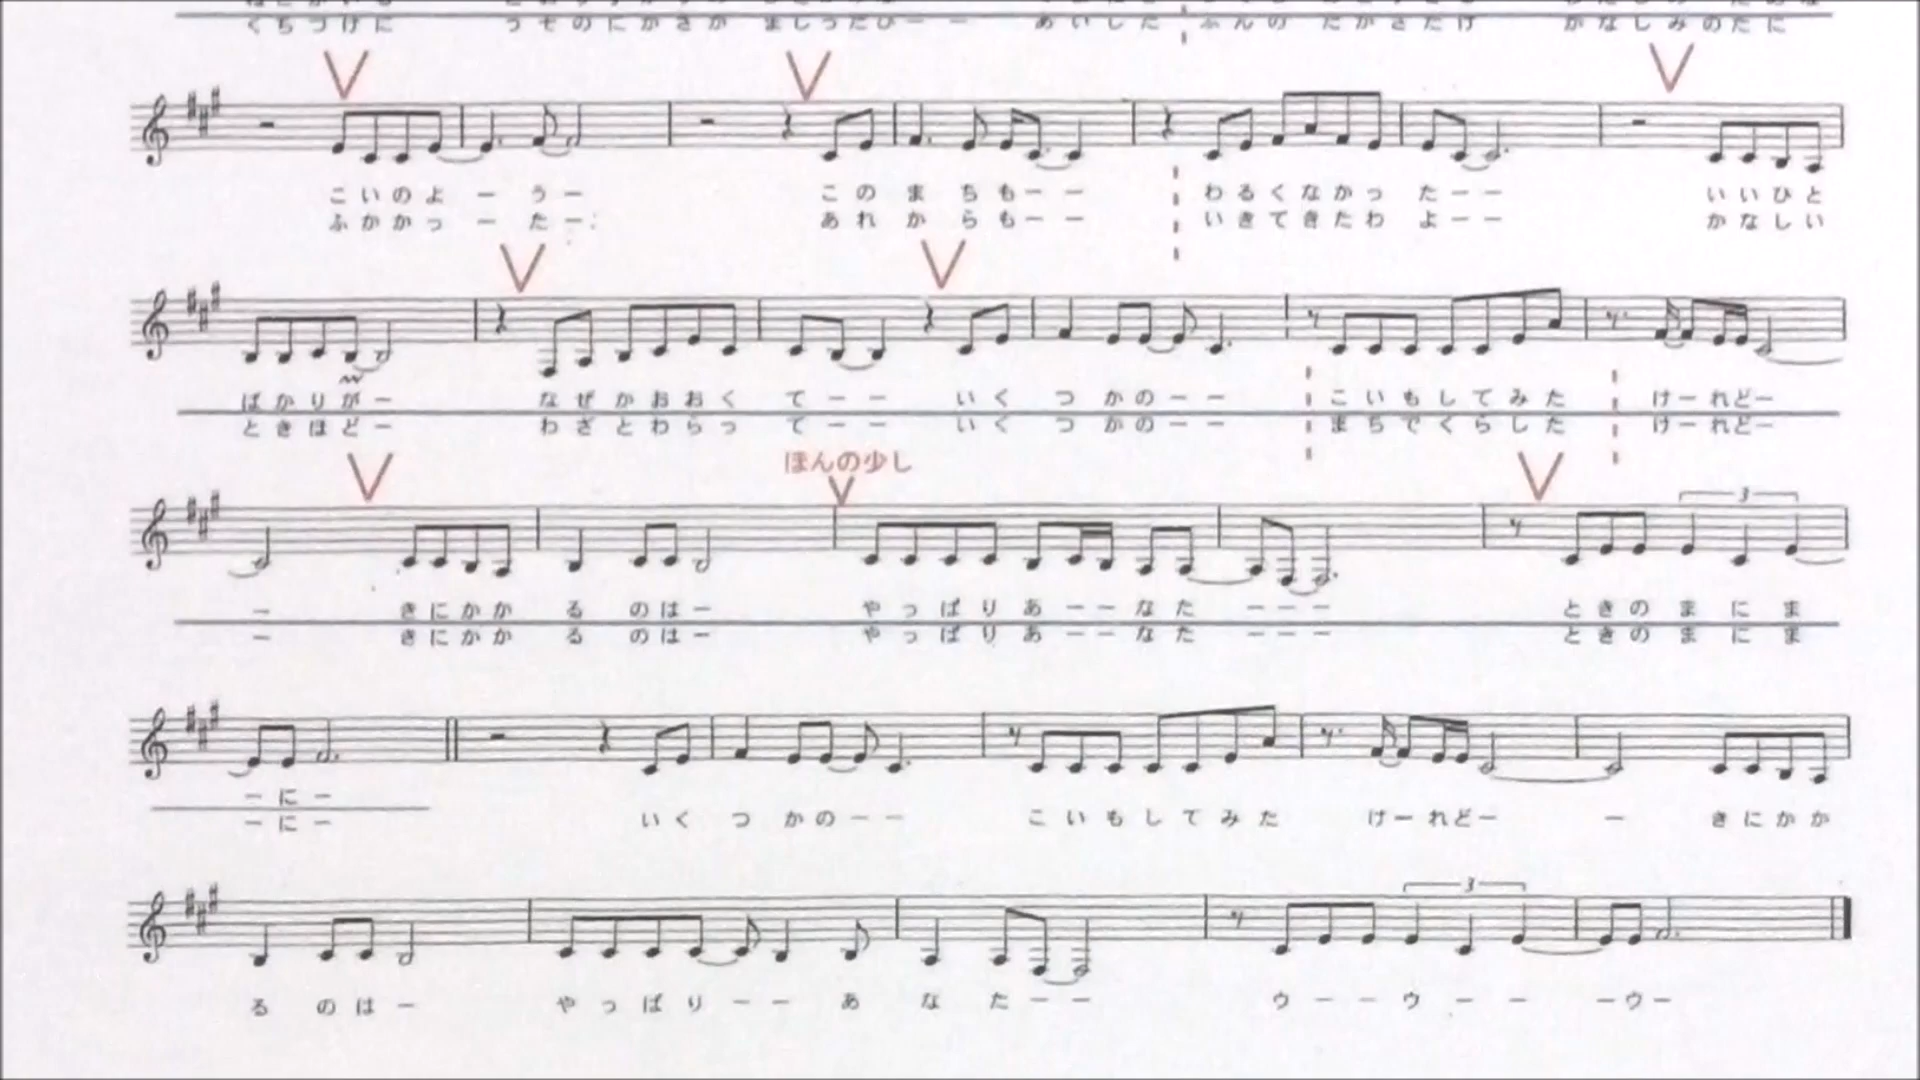 くちづけに うそのにがさが ましったひーー あいした ぶんの だかさだけ かなしみのたに
こいのよーうー このまちもーー わるくなかったーー いいひと
ふかかったー あれからもーー いきてきたわよーー かなしい
ばかりがー なぜかおおくてーー いくつかのーー こいもしてみた けーれどー
ときほどー わざとわらってーー いくつかのーー まちでくらした けーれどー
ほんの少し
ー きにかかるのはー やっぱりあーーなたーーー ときのまにま
ー きにかかるのはー やっぱりあーーなたーーー ときのまにま
3
ーにー
ーにー いくつかのーー こいもしてみた けーれどー ー きにかか
3
るのはー やっぱりーーあなたーー ウーーウーー ーウー